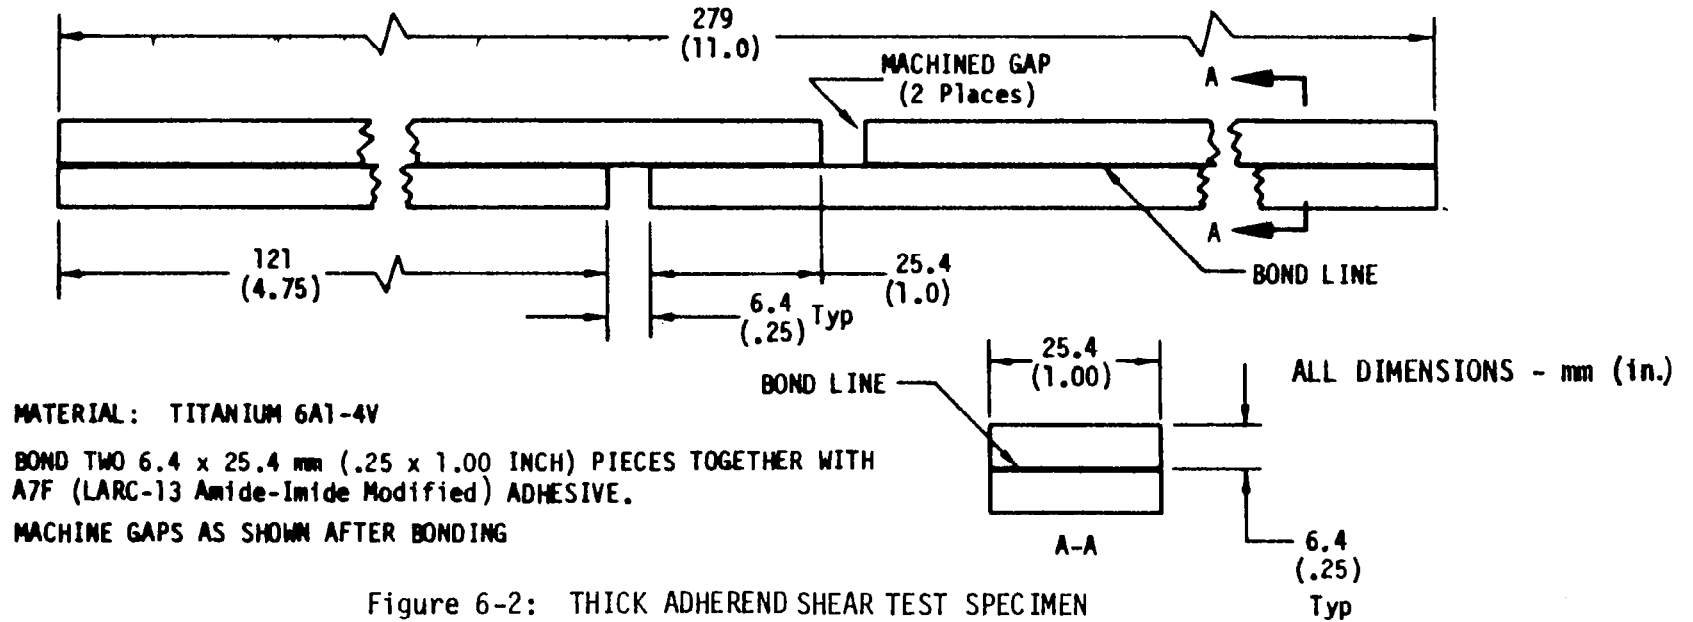 279
(11.0)
MACHINED GAP
(2 Places)
A
A
121
(4.75)
25.4
(1.0)
6.4
(.25) Typ
BOND LINE
25.4
(1.00)
BOND LINE
ALL DIMENSIONS - mm (in.)
MATERIAL: TITANIUM 6Al-4V
BOND TWO 6.4 x 25.4 mm (.25 x 1.00 INCH) PIECES TOGETHER WITH
A7F (LARC-13 Amide-Imide Modified) ADHESIVE.
MACHINE GAPS AS SHOWN AFTER BONDING
A-A
6.4
(.25)
Typ
Figure 6-2: THICK ADHEREND SHEAR TEST SPECIMEN